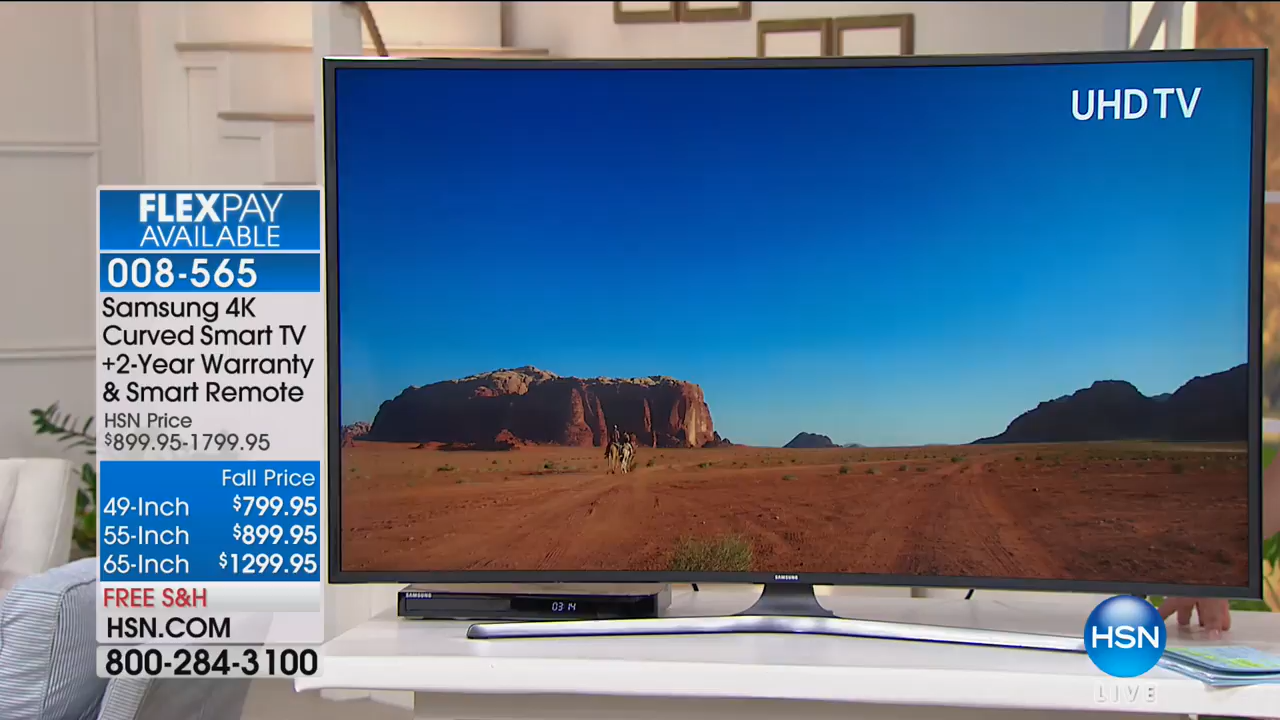 UHD TV
FLEXPAY
AVAILABLE
008-565
Samsung 4K
Curved Smart TV
+2-Year Warranty
& Smart Remote
HSN Price
$899.95-1799.95
Fall Price
49-Inch $799.95
55-Inch $899.95
65-Inch $1299.95
FREE S&H
HSN.COM
800-284-3100
SAMSUNG
SAMSUNG
03:14
HSN
LIVE